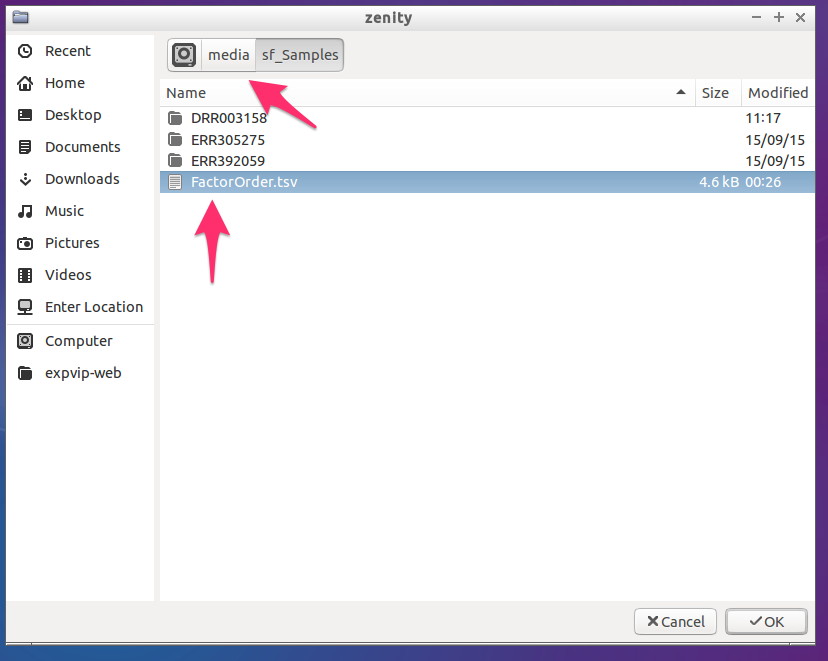 zenity
Recent
Home
Desktop
Documents
Downloads
Music
Pictures
Videos
Enter Location
Computer
expvip-web
media sf_Samples
Name Size Modified
DRR003158 11:17
ERR305275 15/09/15
ERR392059 15/09/15
FactorOrder.tsv 4.6 kB 00:26
Cancel OK